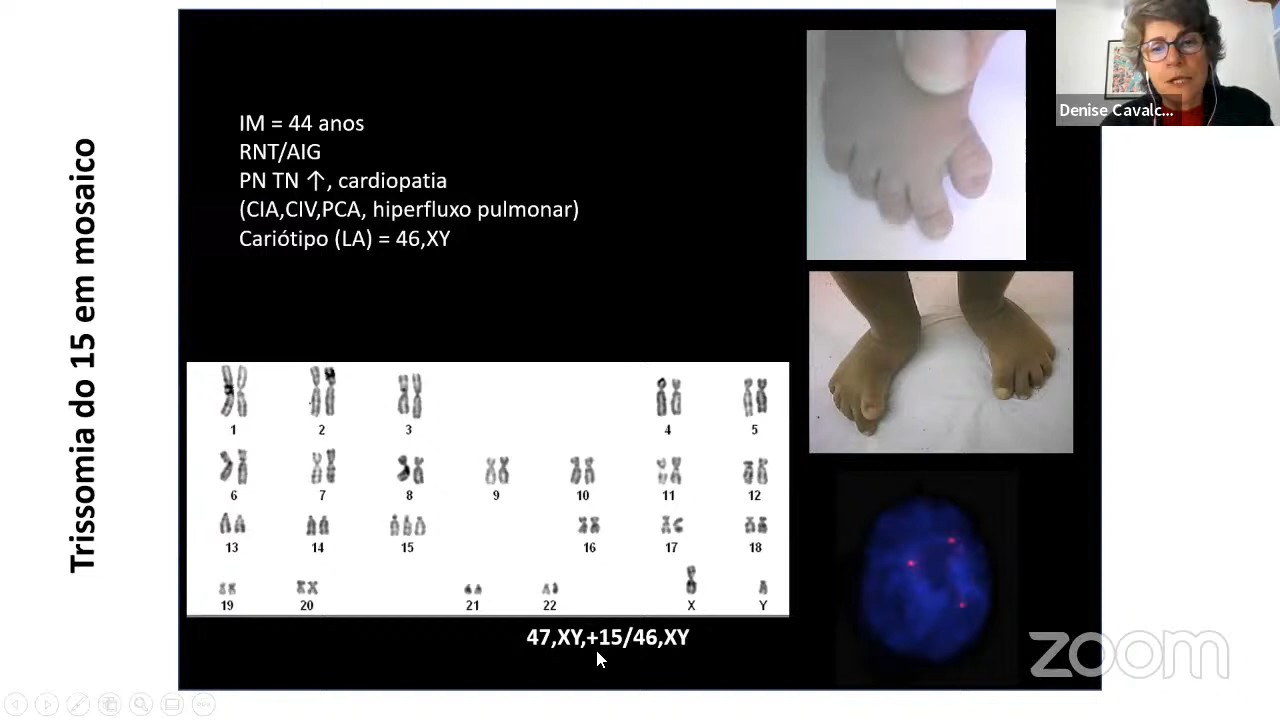 Trissomia do 15 em mosaico
IM = 44 anos
RNT/AIG
PN TN ↑, cardiopatia
(CIA,CIV,PCA, hiperfluxo pulmonar)
Cariótipo (LA) = 46,XY
Denise Cavalc...
1 2 3 4 5
6 7 8 9 10 11 12
13 14 15 16 17 18
19 20 21 22 X Y
47,XY,+15/46,XY
zoom